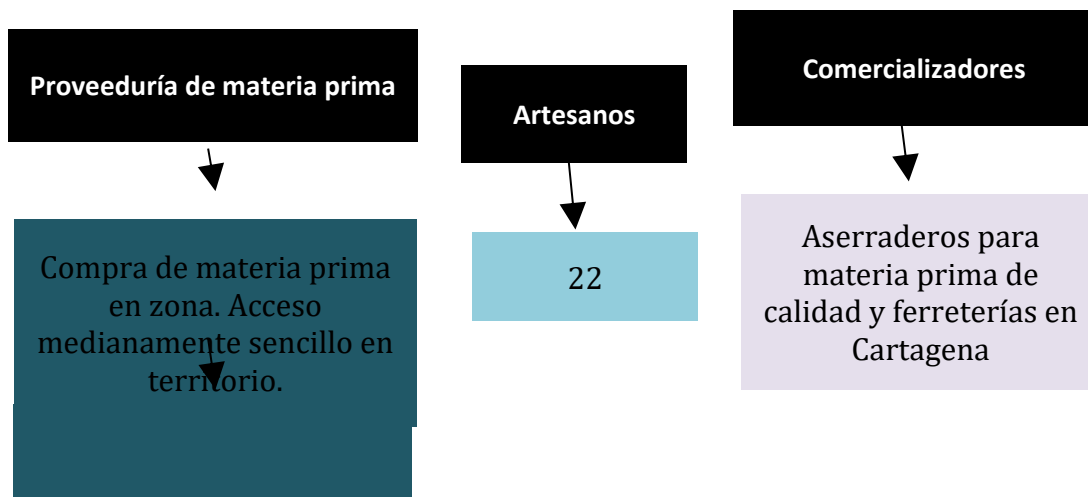 Proveeduría de materia prima
Compra de materia prima
en zona. Acceso
medianamente sencillo en
territorio.
Artesanos
22
Comercializadores
Aserraderos para
materia prima de
calidad y ferreterías en
Cartagena